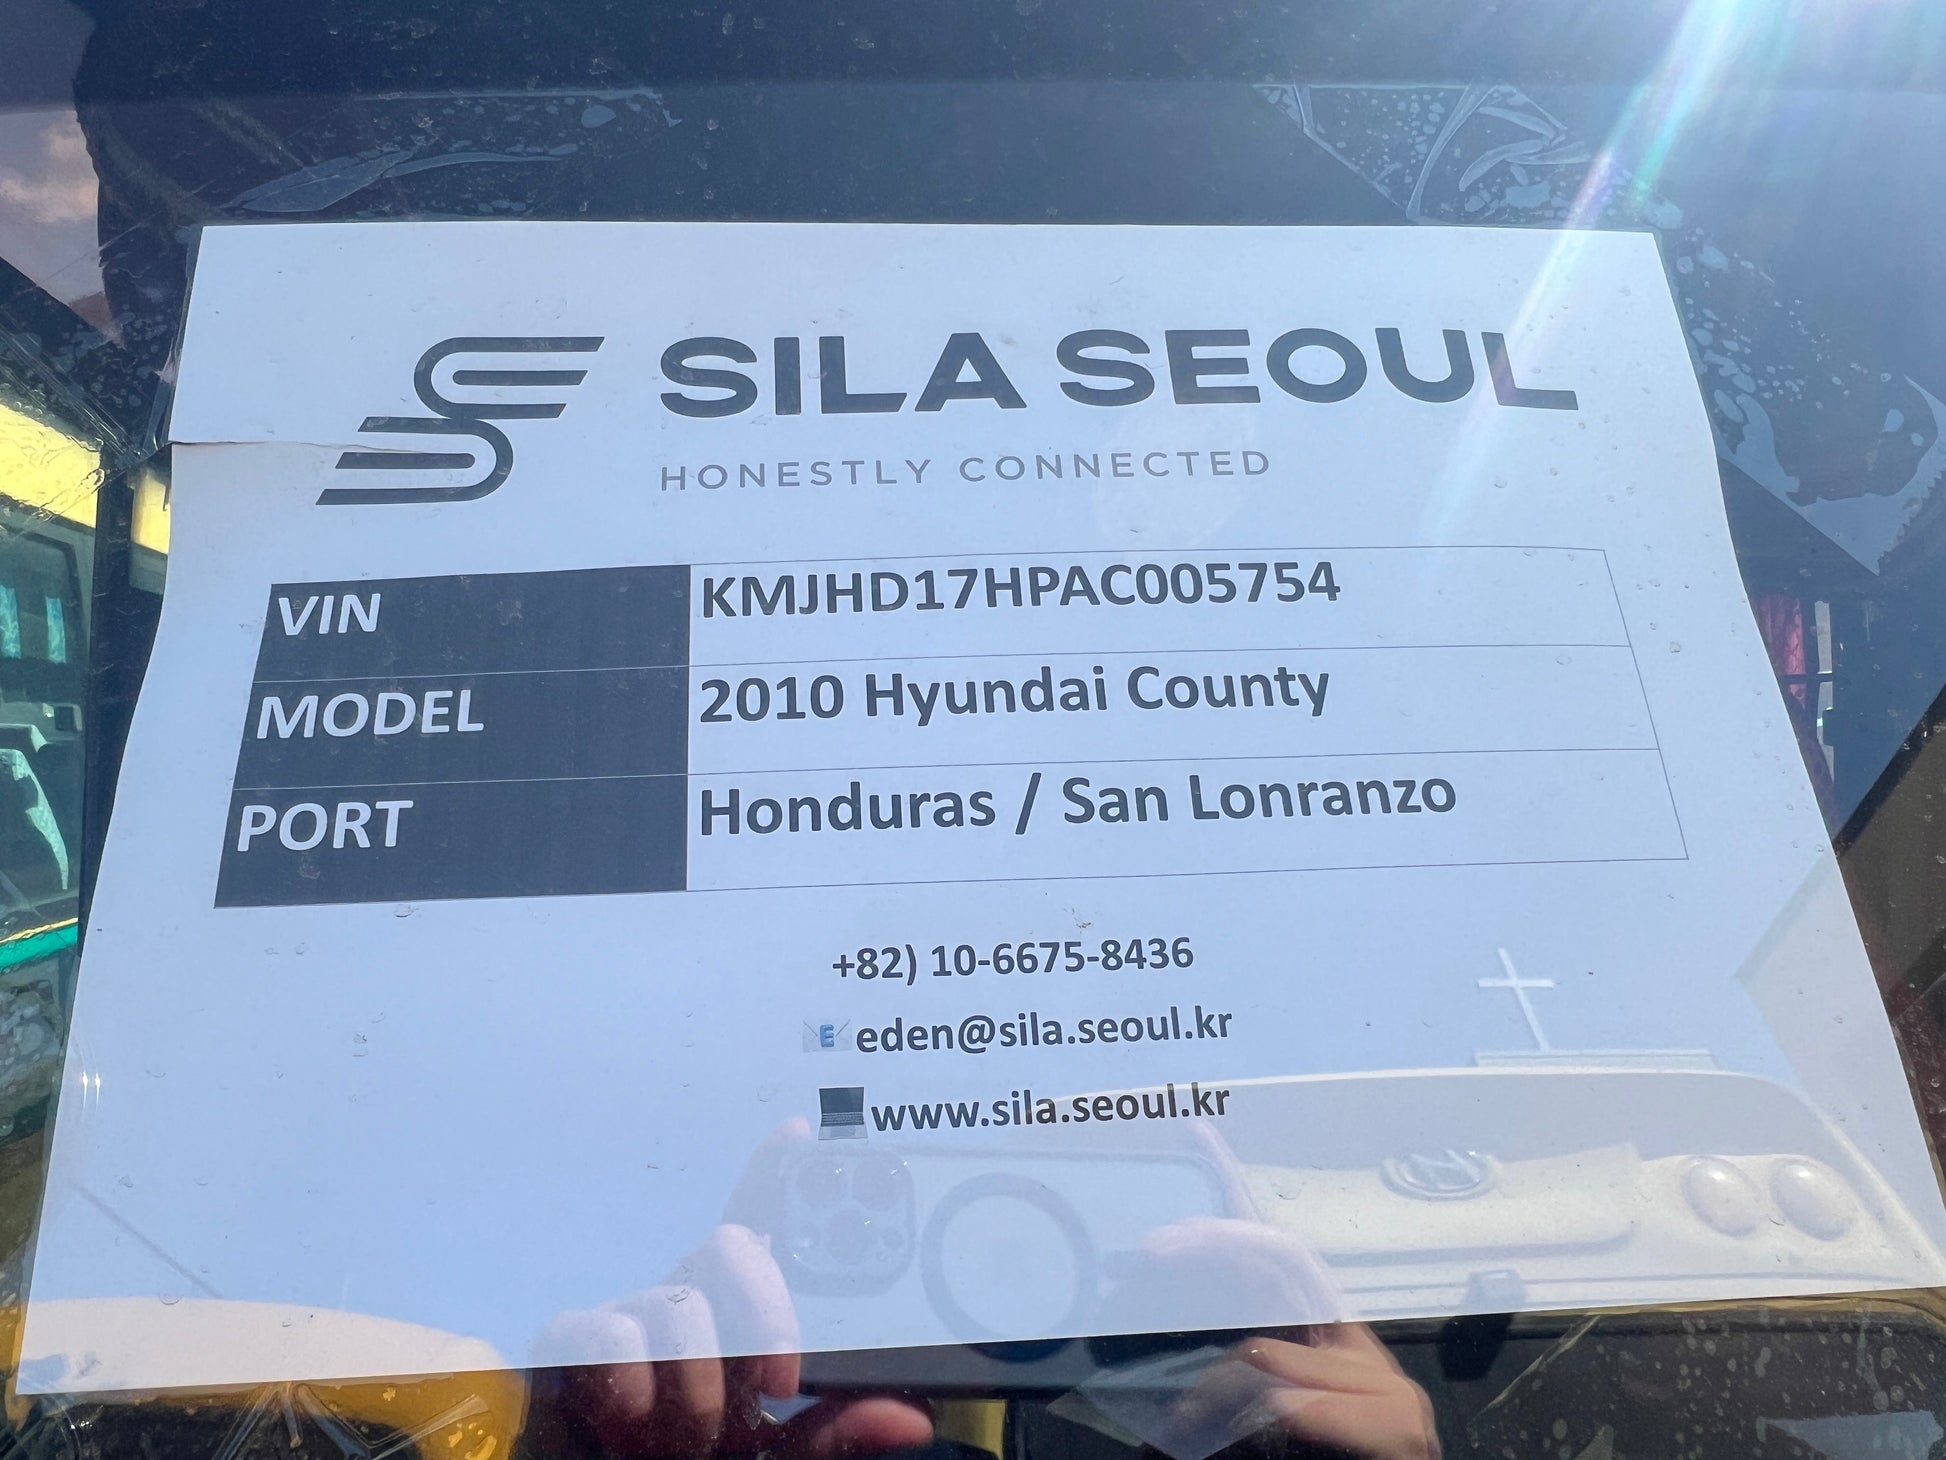 SILA SEOUL
HONESTLY CONNECTED
VIN KMJHD17HPAC005754
MODEL 2010 Hyundai County
PORT Honduras / San Lonranzo
+82) 10-6675-8436
eden@sila.seoul.kr
www.sila.seoul.kr